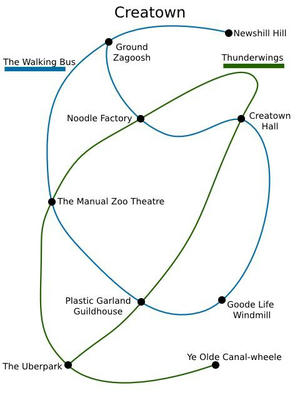 Creatown
Newshill Hill
Ground
Zagoosh
The Walking Bus
Thunderwings
Noodle Factory
Creatown
Hall
The Manual Zoo Theatre
Plastic Garland
Guildhouse
Goode Life
Windmill
Ye Olde Canal-wheele
The Uberpark